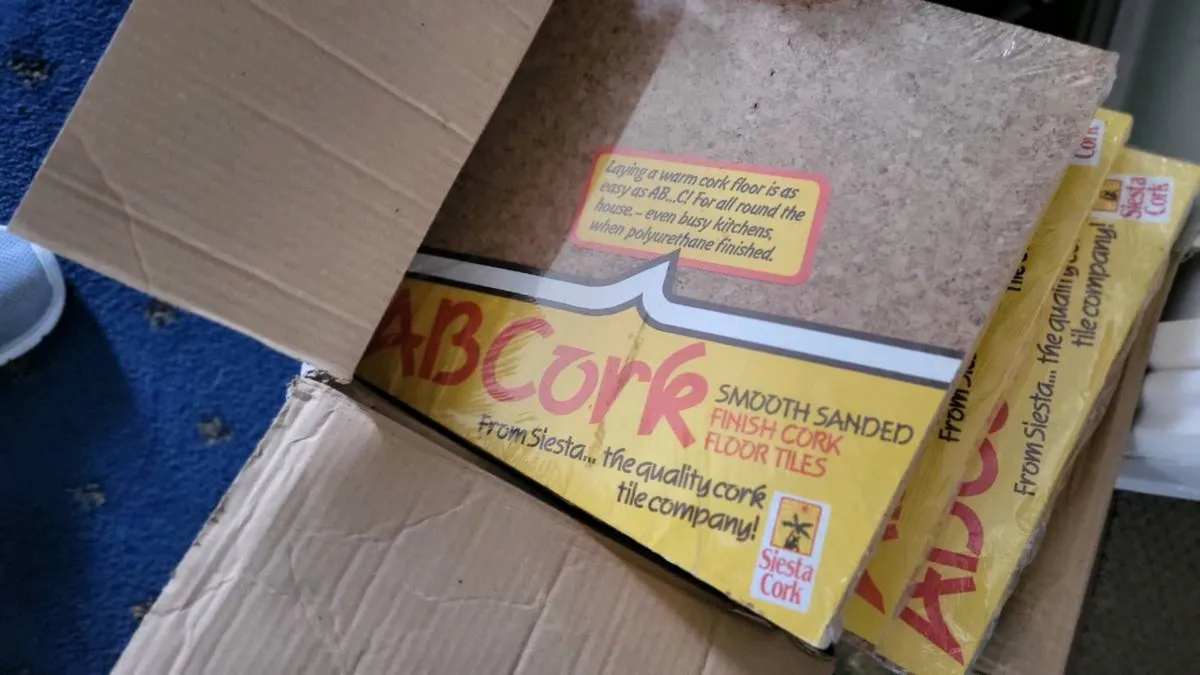 Laying a warm cork floor is as
easy as AB...C! For all round the
house. - even busy kitchens,
when polyurethane finished.
ABCork
SMOOTH SANDED
FINISH CORK
FLOOR TILES
From Siesta... the quality cork
tile company!
Siesta
Cork
Cork
From
Siesta
Cork
From Siesta... the quality
tile company!